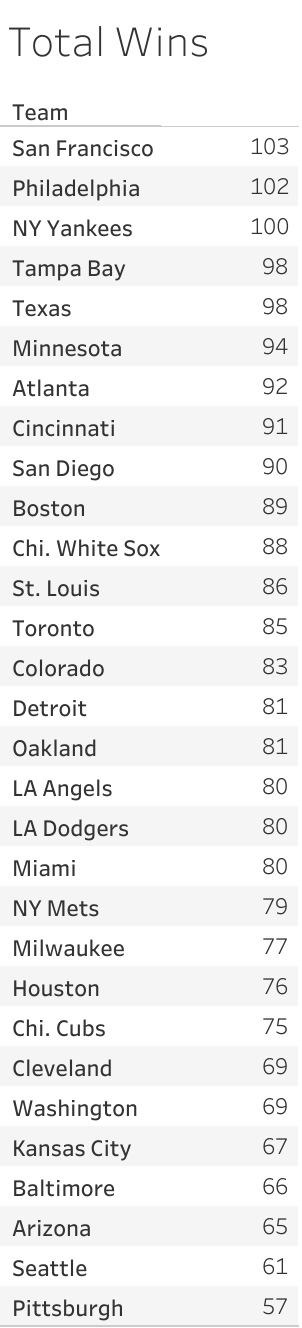 Total Wins
Team
San Francisco 103
Philadelphia 102
NY Yankees 100
Tampa Bay 98
Texas 98
Minnesota 94
Atlanta 92
Cincinnati 91
San Diego 90
Boston 89
Chi. White Sox 88
St. Louis 86
Toronto 85
Colorado 83
Detroit 81
Oakland 81
LA Angels 80
LA Dodgers 80
Miami 80
NY Mets 79
Milwaukee 77
Houston 76
Chi. Cubs 75
Cleveland 69
Washington 69
Kansas City 67
Baltimore 66
Arizona 65
Seattle 61
Pittsburgh 57